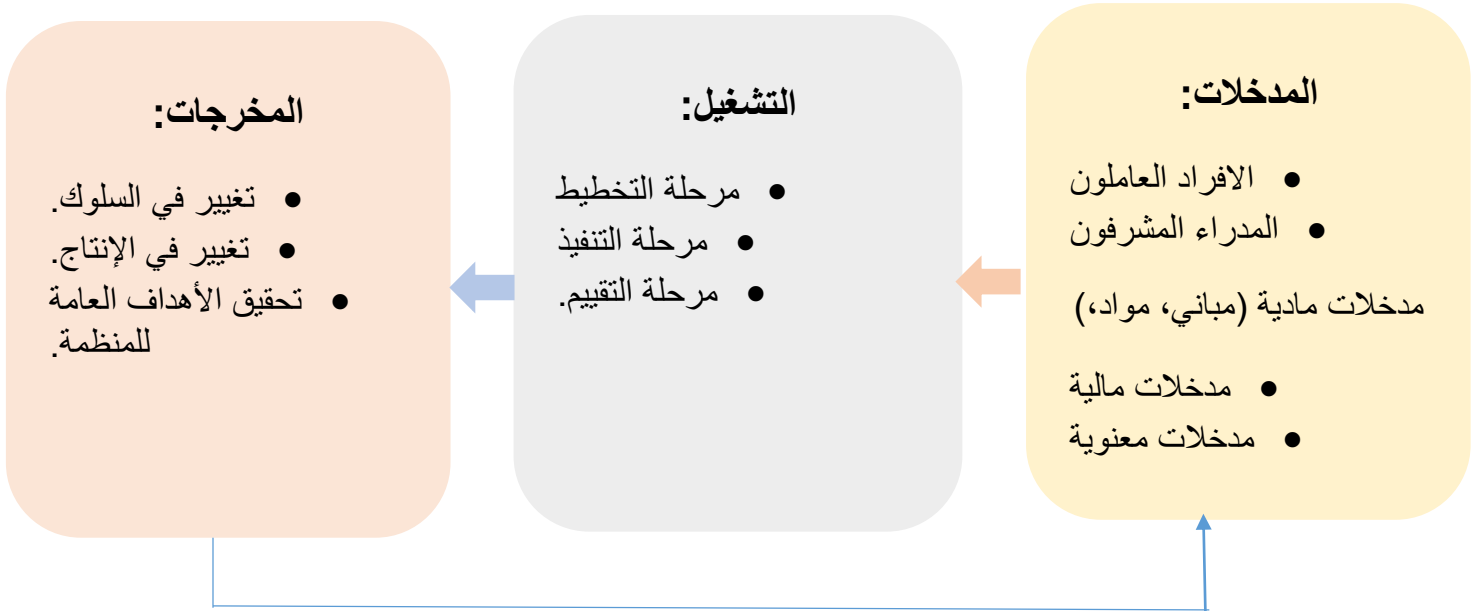 المدخلات:
● الافراد العاملون
● المدراء المشرفون
مدخلات مادية (مباني، مواد،)
● مدخلات مالية
● مدخلات معنوية
التشغيل:
● مرحلة التخطيط
● مرحلة التنفيذ
● مرحلة التقييم.
المخرجات:
● تغيير في السلوك.
● تغيير في الإنتاج.
● تحقيق الأهداف العامة
للمنظمة.